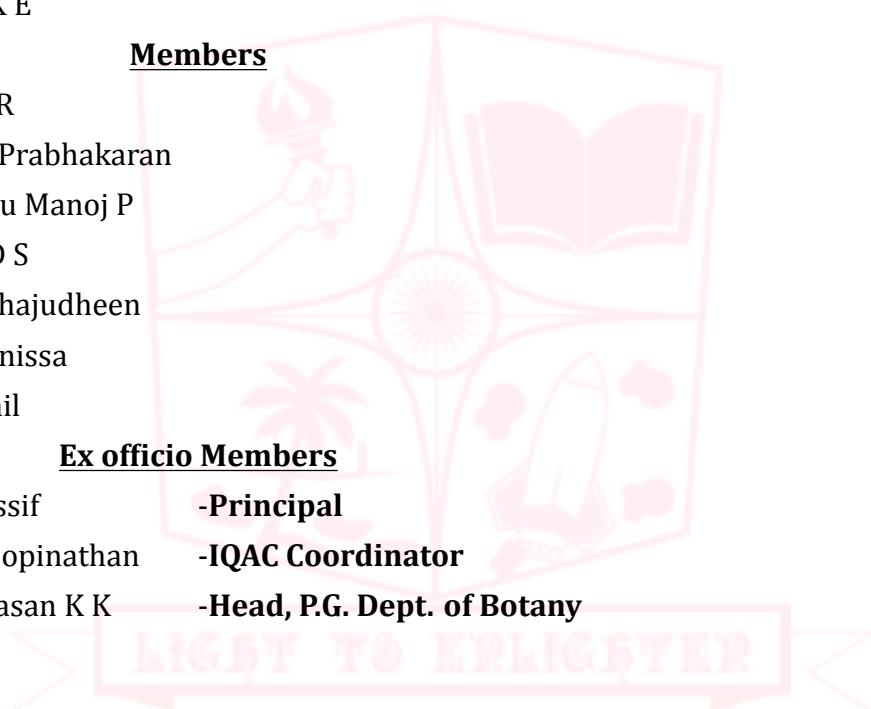 K E
Members
R
Prabhakaran
u Manoj P
D S
hajudheen
nissa
il
Ex officio Members
ssif -Principal
opinathan -IQAC Coordinator
asan K K -Head, P.G. Dept. of Botany
LIGHT TO ENLIGHTEN